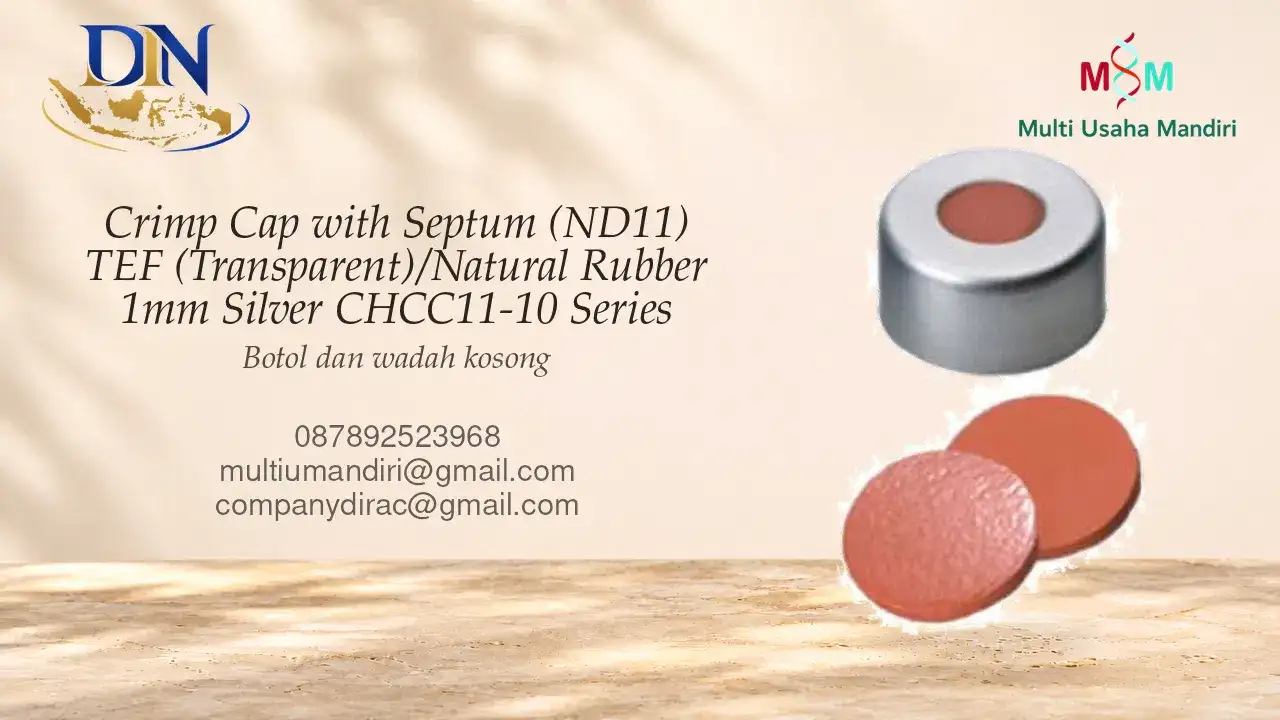 DN
M M
Multi Usaha Mandiri
Crimp Cap with Septum (ND11)
TEF (Transparent)/Natural Rubber
1mm Silver CHCC11-10 Series
Botol dan wadah kosong
087892523968
multiumandiri@gmail.com
companydirac@gmail.com